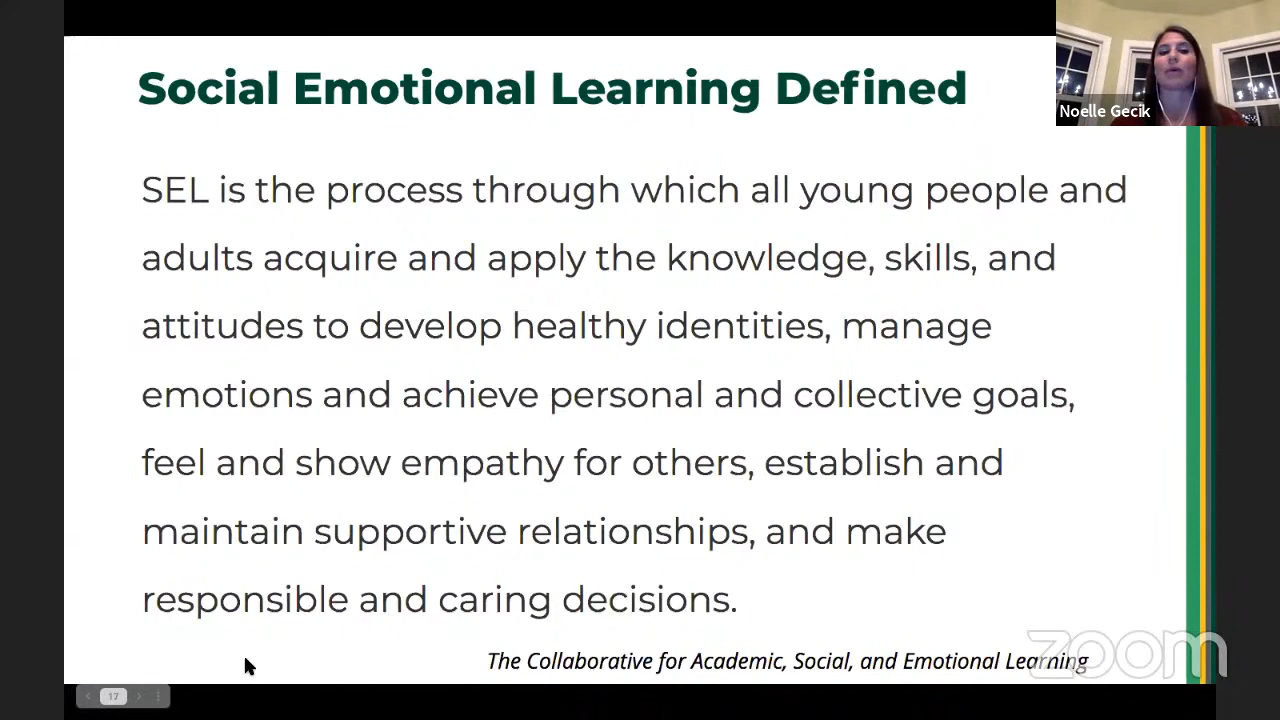 Social Emotional Learning Defined
Noelle Gecik
SEL is the process through which all young people and
adults acquire and apply the knowledge, skills, and
attitudes to develop healthy identities, manage
emotions and achieve personal and collective goals,
feel and show empathy for others, establish and
maintain supportive relationships, and make
responsible and caring decisions.
The Collaborative for Academic, Social, and Emotional Learning
zoom
17